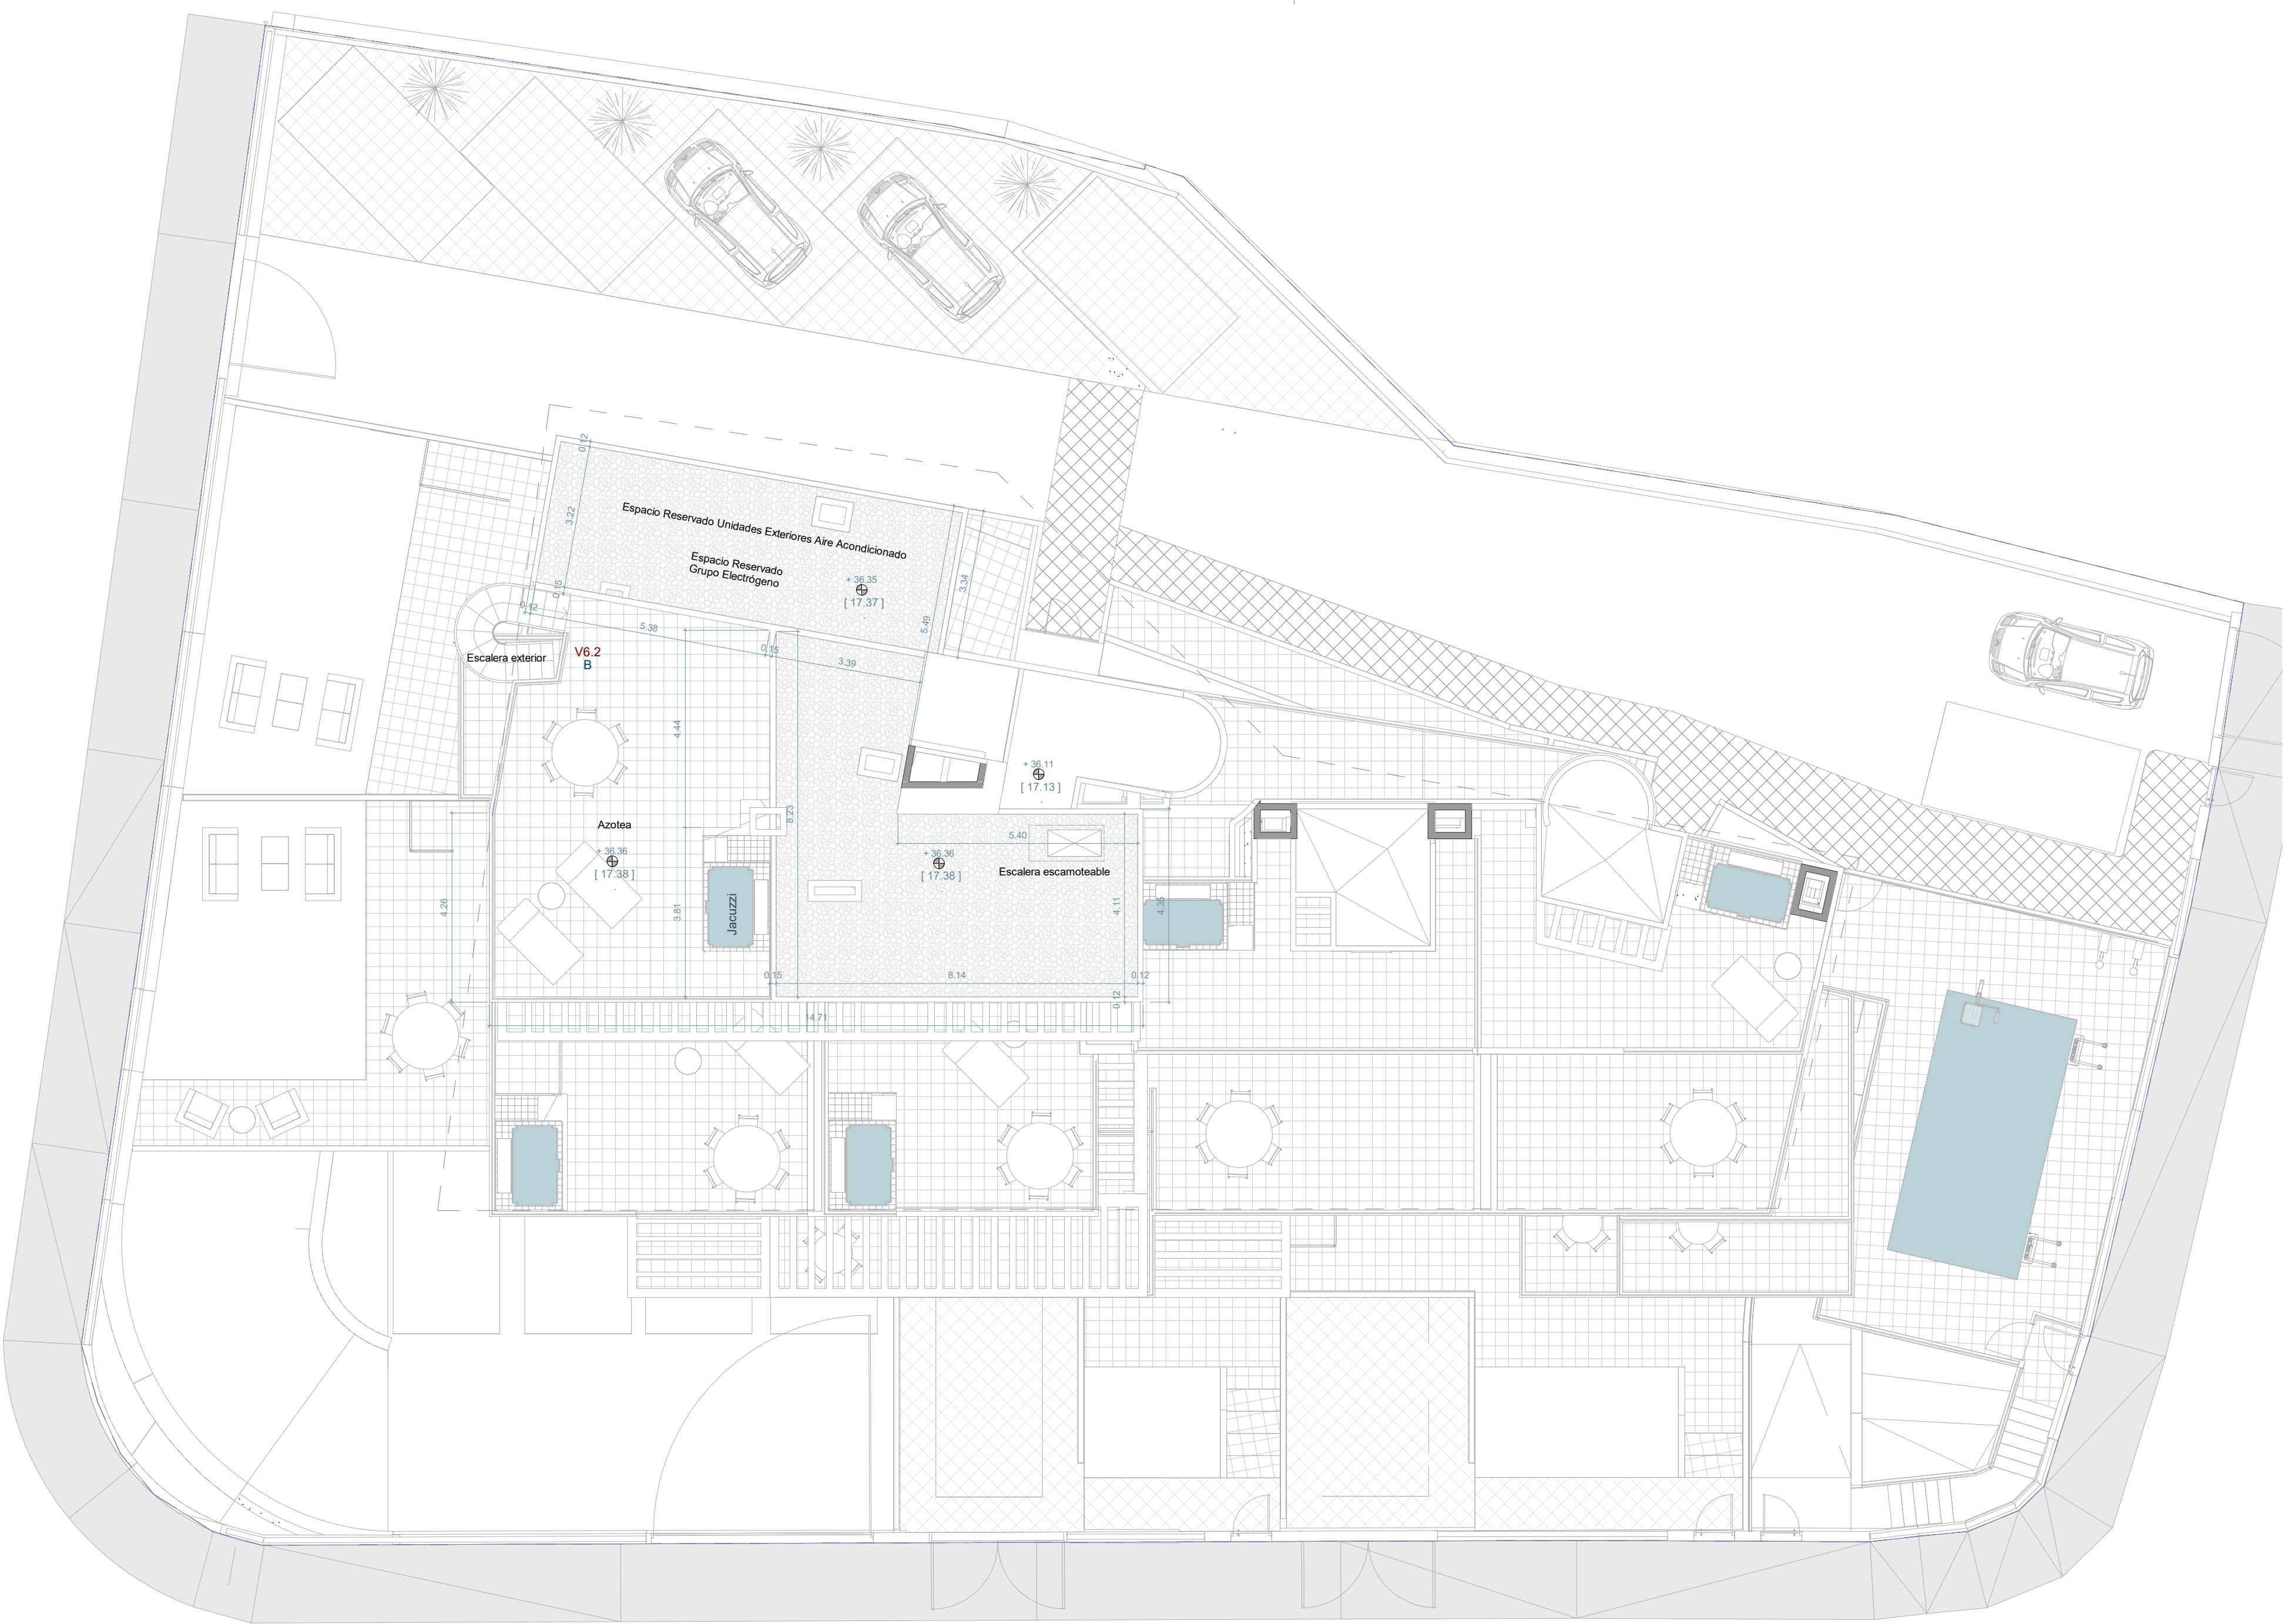 0.12
3.22
Espacio Reservado Unidades Exteriores Aire Acondicionado
Espacio Reservado
Grupo Electrógeno
+ 36.35
[ 17.37 ]
3.34
0.15
0.12
5.38
5.49
0.15
3.39
Escalera exterior
V6.2
B
4.44
+ 36.11
[ 17.13 ]
8.23
Azotea
5.40
+ 36.36
[ 17.38 ]
+ 36.36
[ 17.38 ]
Escalera escamoteable
4.26
3.81
Jacuzzi
4.11
4.35
0.15
8.14
0.12
0.12
14.71